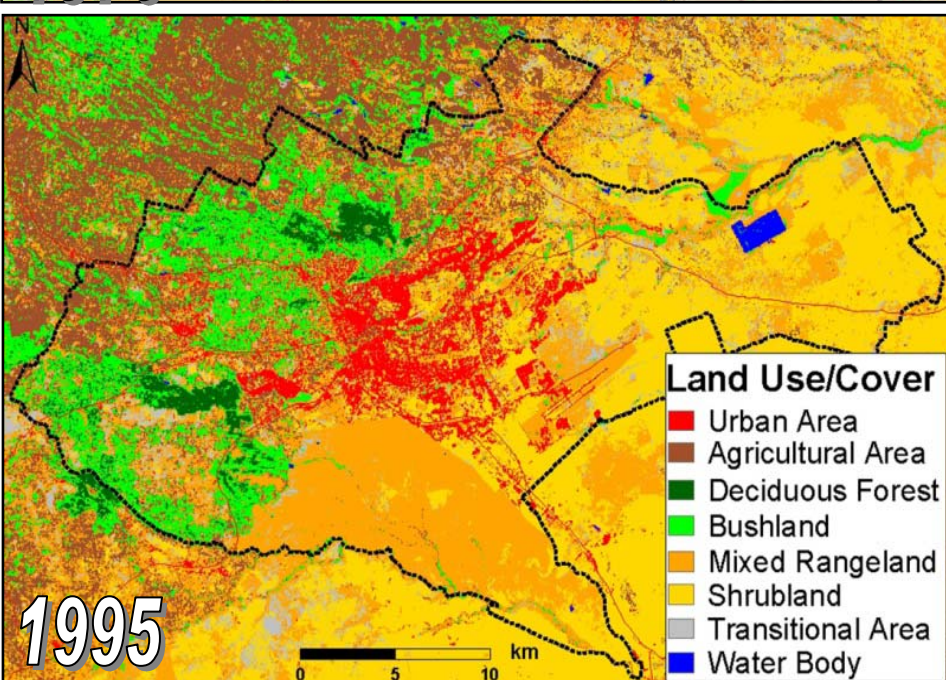 N
Land Use/Cover
Urban Area
Agricultural Area
Deciduous Forest
Bushland
Mixed Rangeland
Shrubland
Transitional Area
Water Body
1995
km
0 5 10